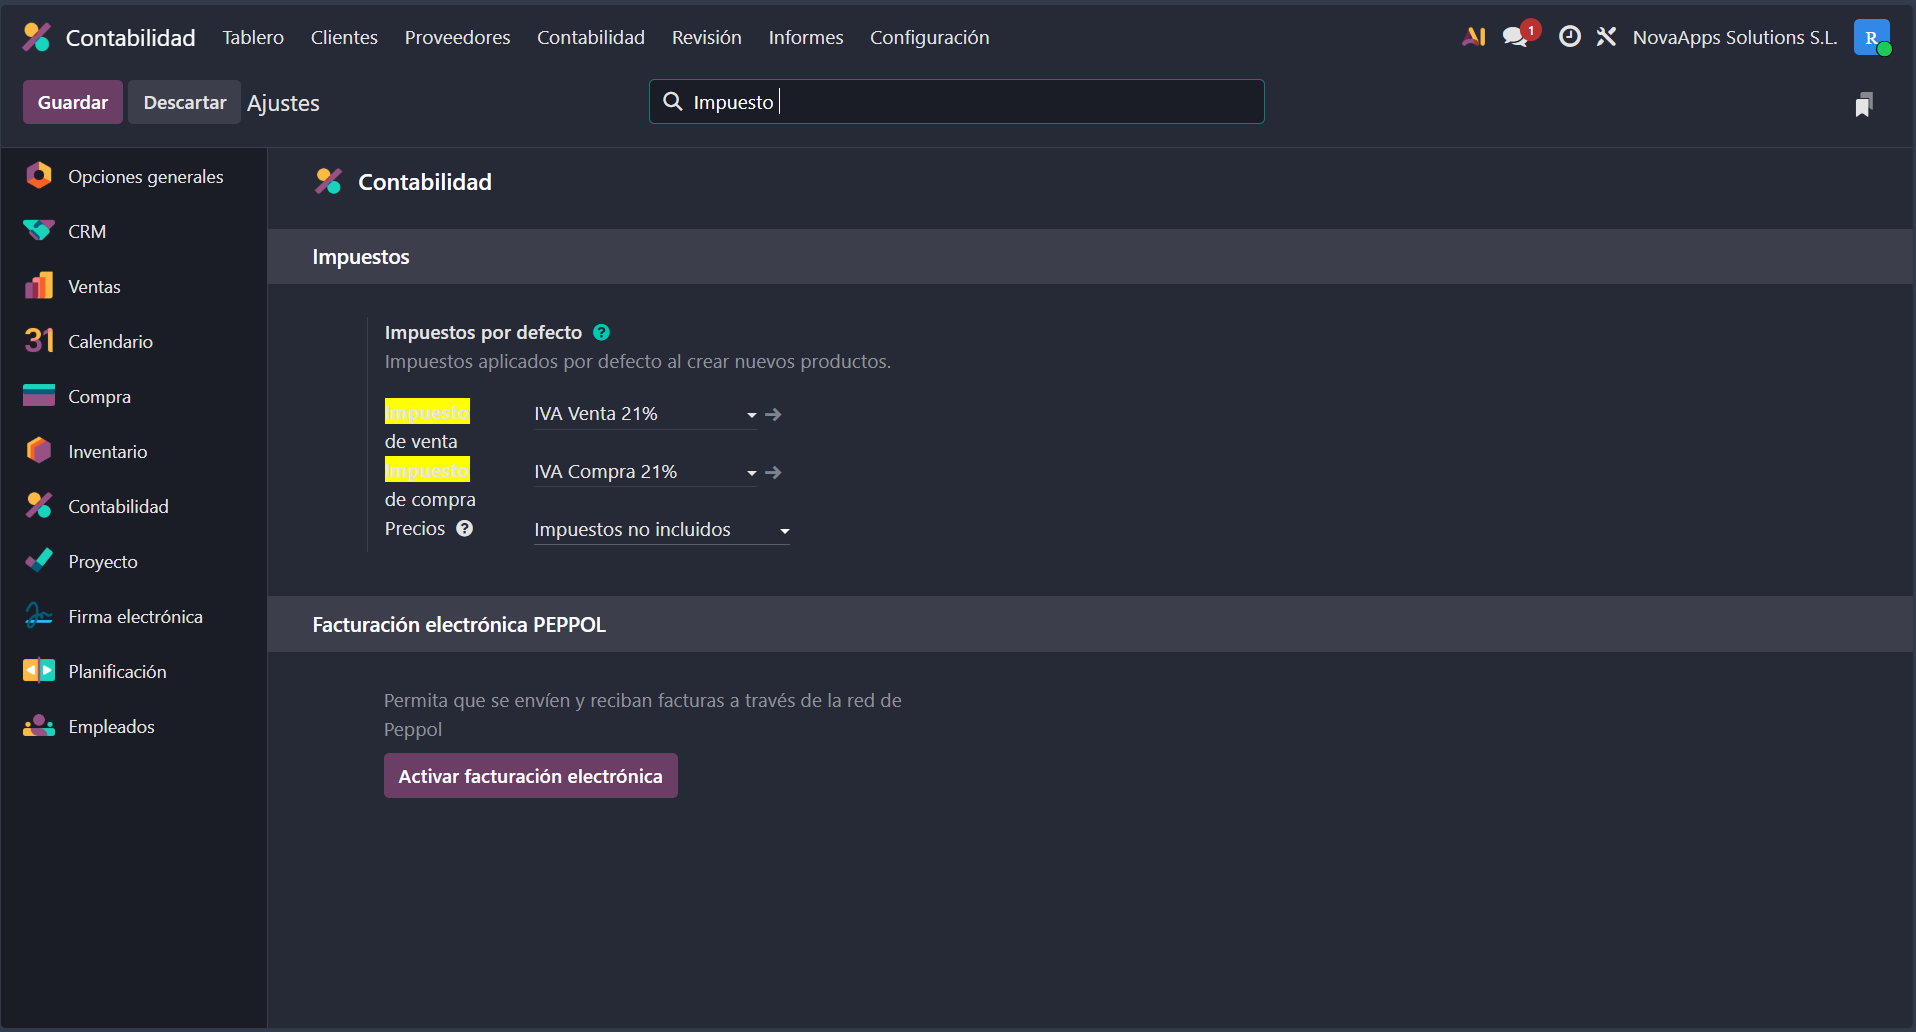 Contabilidad Tablero Clientes Proveedores Contabilidad Revisión Informes Configuración AI 1 NovaApps Solutions S.L. R
Guardar Descartar Ajustes Impuesto
Opciones generales
CRM
Ventas
31 Calendario
Compra
Inventario
Contabilidad
Proyecto
Firma electrónica
Planificación
Empleados
Contabilidad
Impuestos
Impuestos por defecto ?
Impuestos aplicados por defecto al crear nuevos productos.
Impuesto IVA Venta 21%
de venta
Impuesto IVA Compra 21%
de compra
Precios ? Impuestos no incluidos
Facturación electrónica PEPPOL
Permita que se envíen y reciban facturas a través de la red de
Peppol
Activar facturación electrónica